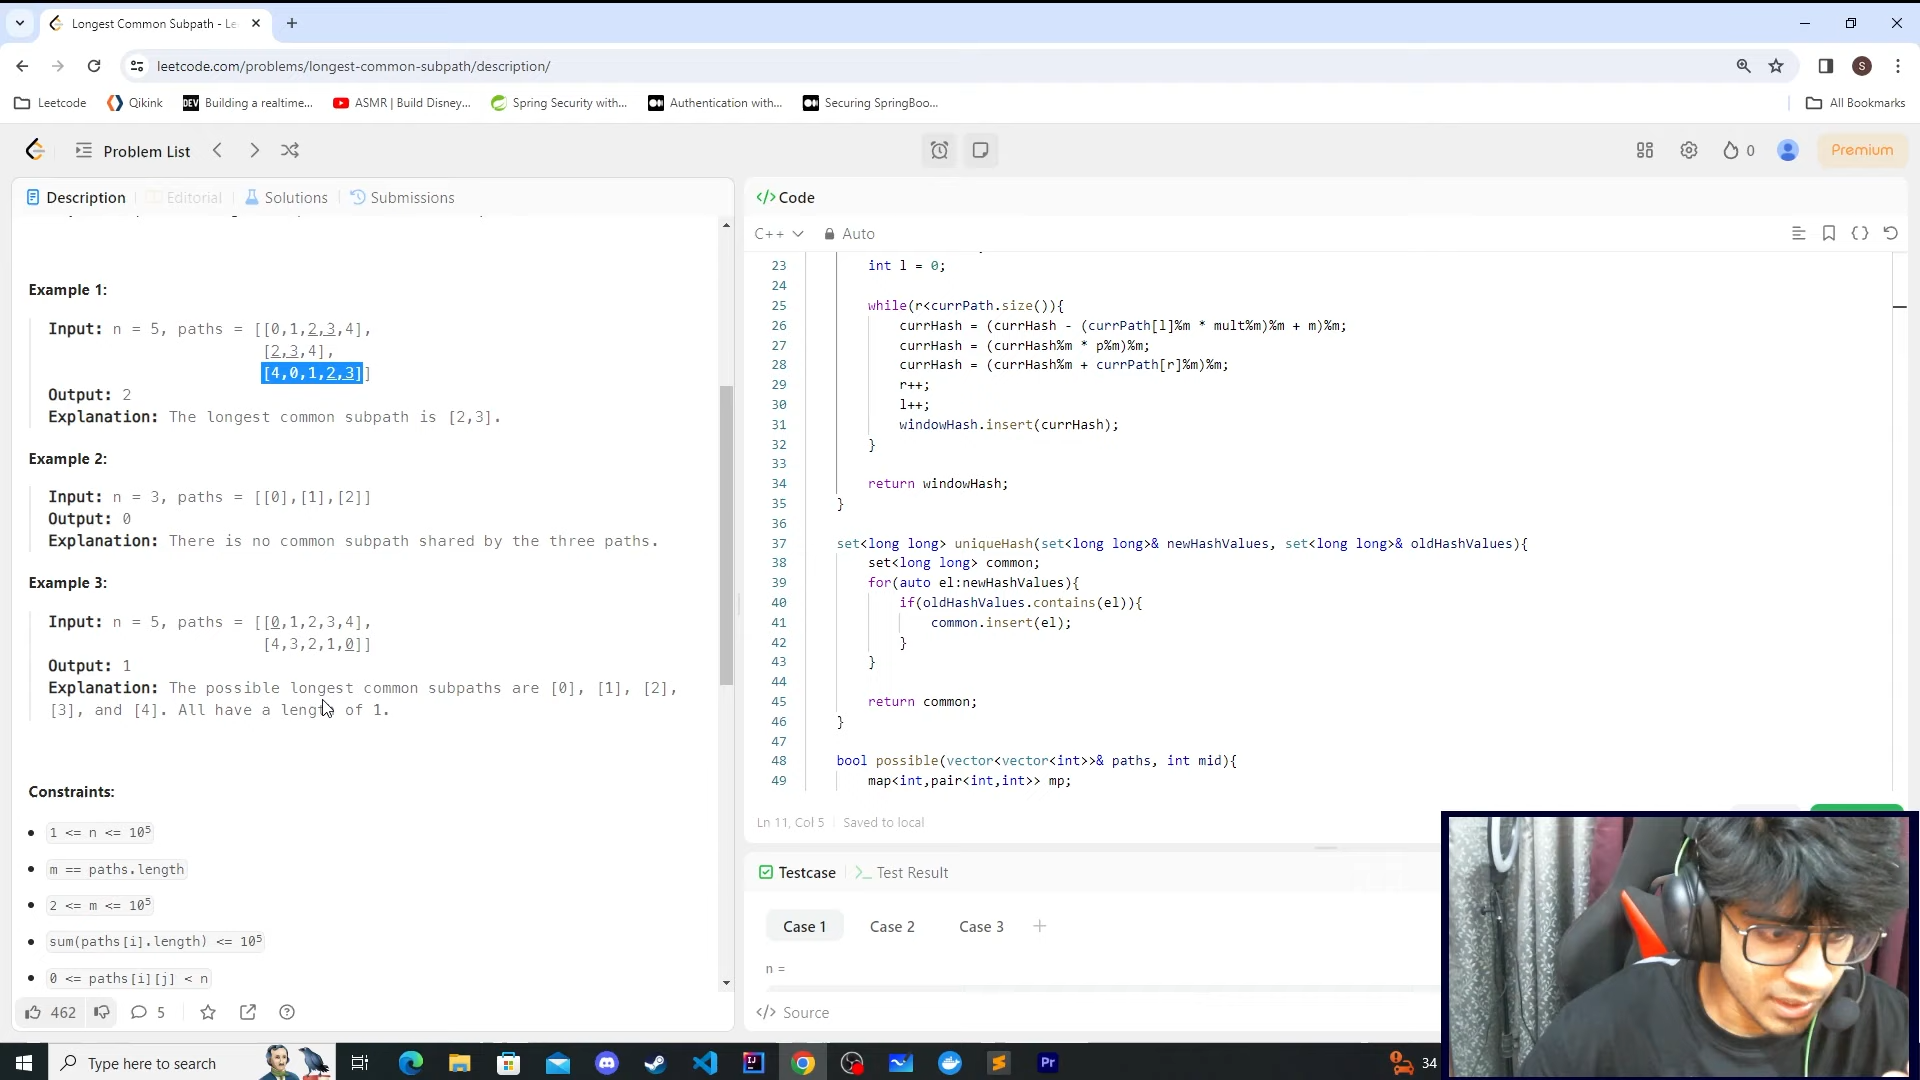 Longest Common Subpath - Le
leetcode.com/problems/longest-common-subpath/description/
S
Leetcode
Qikink
DEV Building a realtime...
ASMR | Build Disney...
Spring Security with...
Authentication with...
Securing SpringBoo...
All Bookmarks
Problem List
0
Premium
Description
Editorial
Solutions
Submissions
Example 1:
Input: n = 5, paths = [[0,1,2,3,4],
[2,3,4],
[4,0,1,2,3]]
Output: 2
Explanation: The longest common subpath is [2,3].
Example 2:
Input: n = 3, paths = [[0],[1],[2]]
Output: 0
Explanation: There is no common subpath shared by the three paths.
Example 3:
Input: n = 5, paths = [[0,1,2,3,4],
[4,3,2,1,0]]
Output: 1
Explanation: The possible longest common subpaths are [0], [1], [2],
[3], and [4]. All have a length of 1.
Constraints:
1 <= n <= 10⁵
m == paths.length
2 <= m <= 10⁵
sum(paths[i].length) <= 10⁵
0 <= paths[i][j] < n
462
5
</> Code
C++
Auto
23 int l = 0;
24
25 while(r<currPath.size()){
26 currHash = (currHash - (currPath[l]%m * mult%m)%m + m)%m;
27 currHash = (currHash%m * p%m)%m;
28 currHash = (currHash%m + currPath[r]%m)%m;
29 r++;
30 l++;
31 windowHash.insert(currHash);
32 }
33
34 return windowHash;
35 }
36
37 set<long long> uniqueHash(set<long long>& newHashValues, set<long long>& oldHashValues){
38 set<long long> common;
39 for(auto el:newHashValues){
40 if(oldHashValues.contains(el)){
41 common.insert(el);
42 }
43 }
44
45 return common;
46 }
47
48 bool possible(vector<vector<int>>& paths, int mid){
49 map<int,pair<int,int>> mp;
Ln 11, Col 5
Saved to local
Testcase
Test Result
Case 1
Case 2
Case 3
n =
</> Source
Type here to search
34